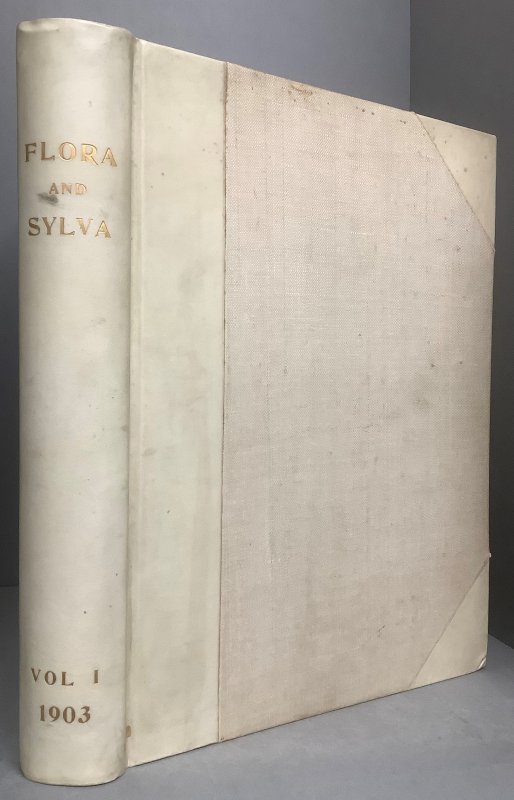 FLORA
AND
SYLVA
VOL I
1903